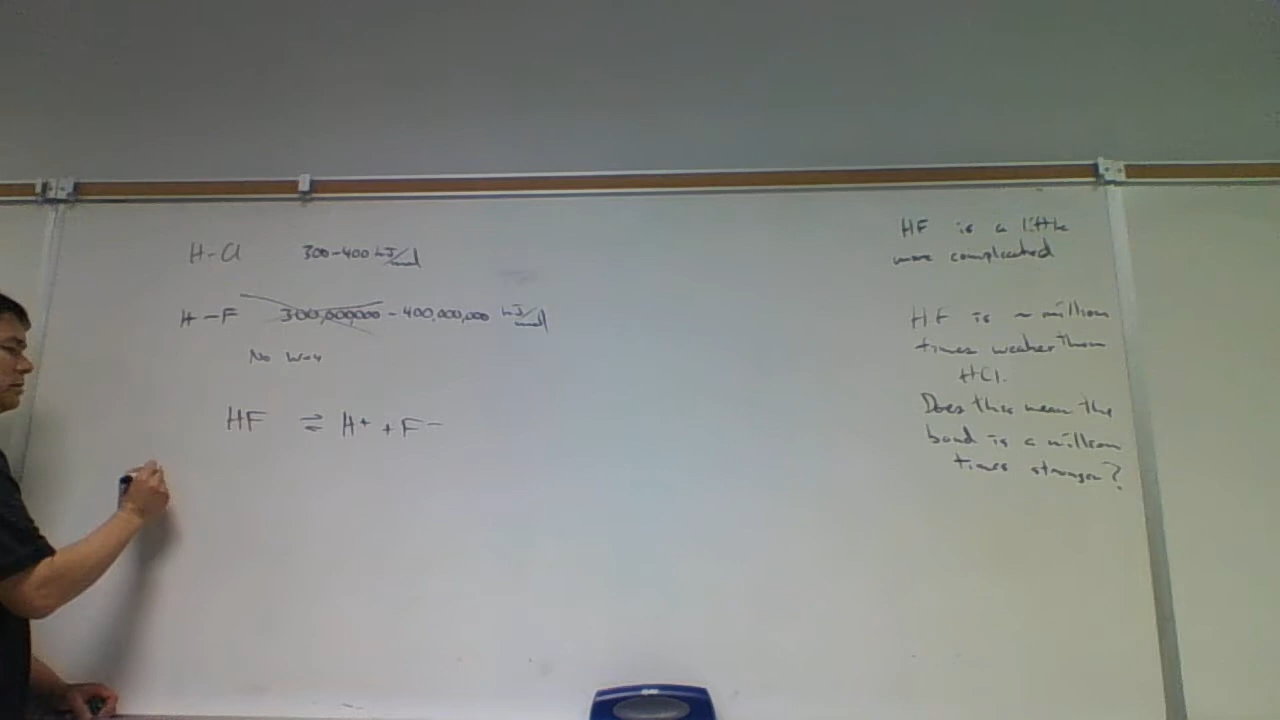 H-Cl 300-400 kJ/mol
H-F 300,000,000 - 400,000,000 kJ/mol
No Way
HF ⇌ H+ + F-
HF is a little
more complicated
HF is ~ million
times weaker than
HCl.
Does this mean the
bond is a million
times stronger?